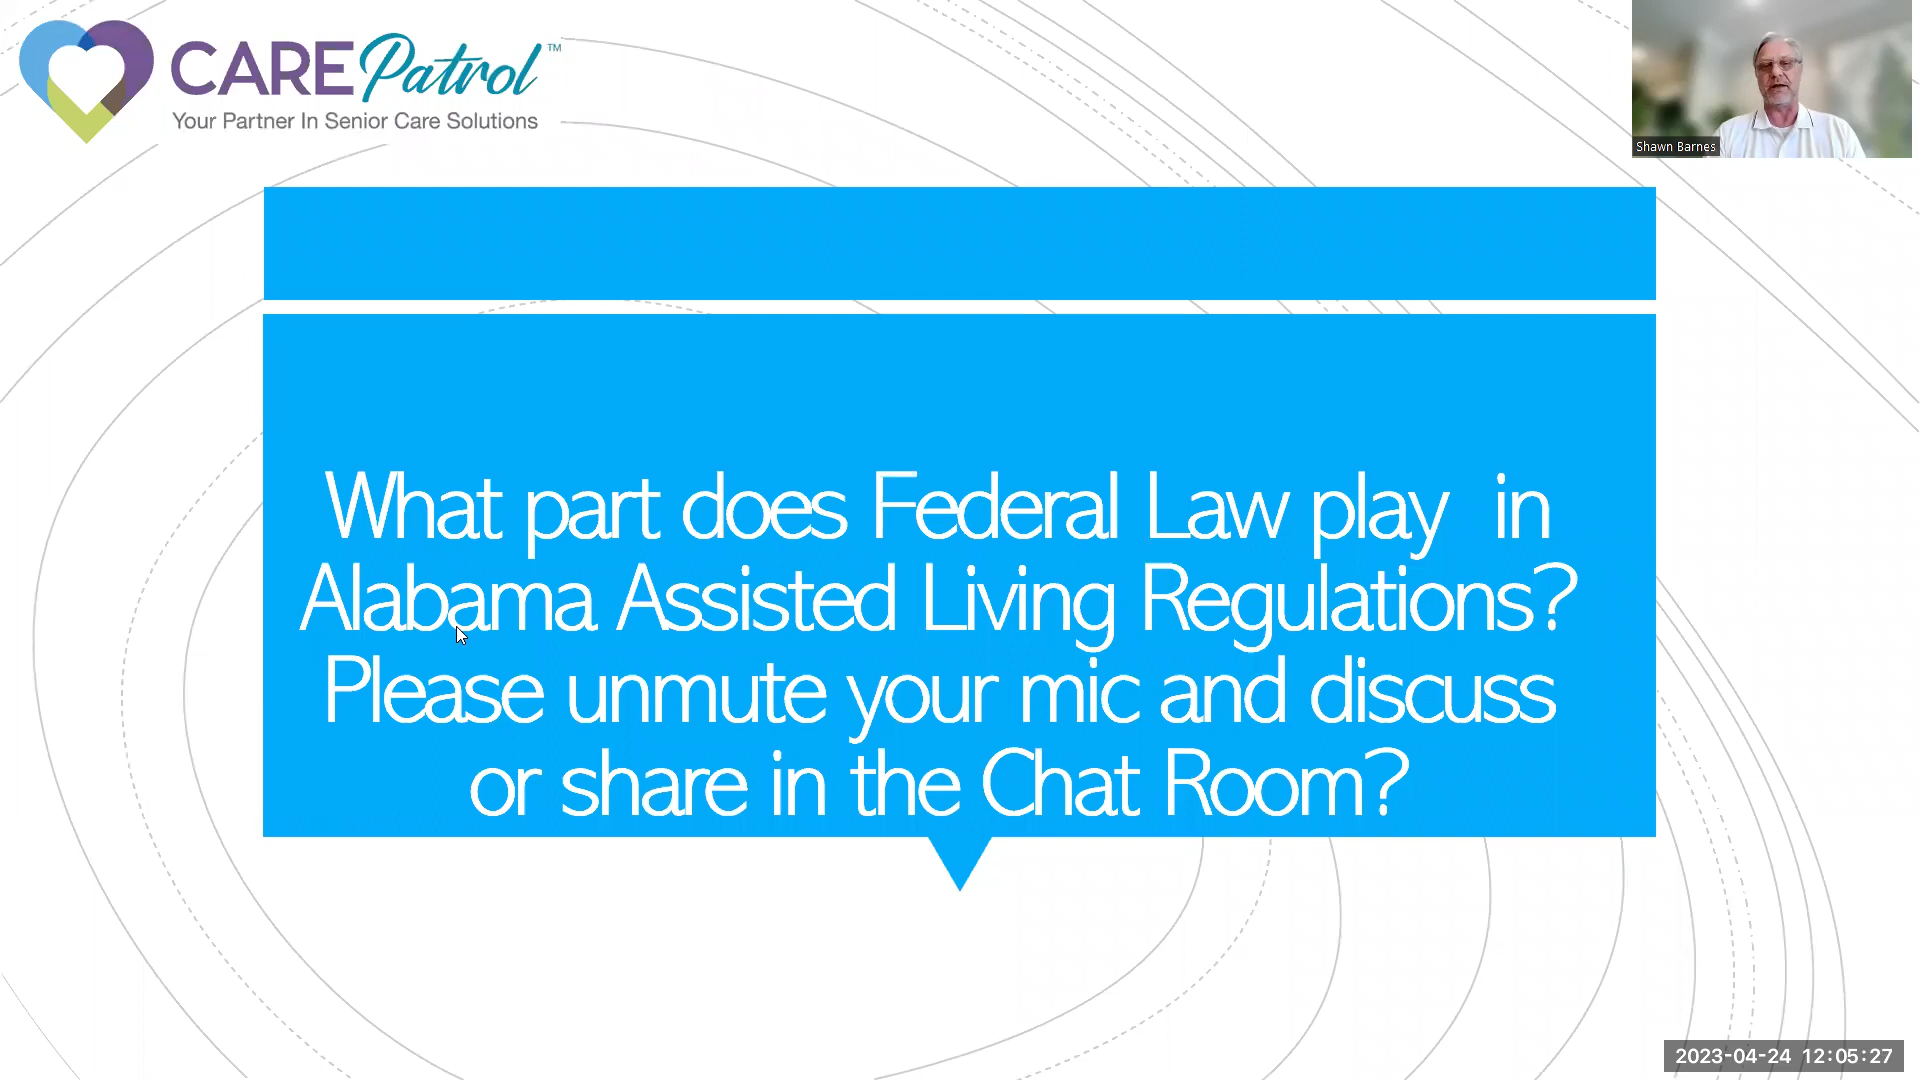 CAREPatrol™
Your Partner In Senior Care Solutions
Shawn Barnes
What part does Federal Law play in
Alabama Assisted Living Regulations?
Please unmute your mic and discuss
or share in the Chat Room?
2023-04-24 12:05:27